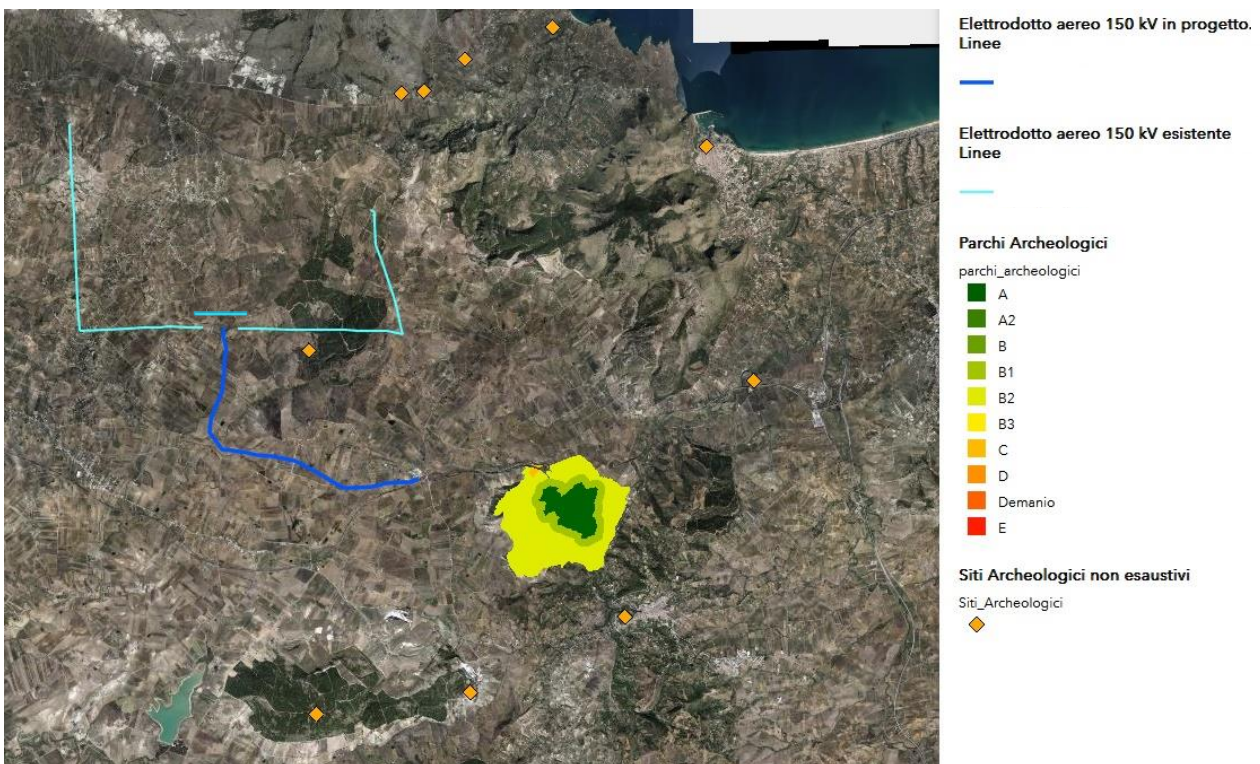 Elettrodotto aereo 150 kV in progetto.
Linee
Elettrodotto aereo 150 kV esistente
Linee
Parchi Archeologici
parchi_archeologici
A
A2
B
B1
B2
B3
C
D
Demanio
E
Siti Archeologici non esaustivi
Siti_Archeologici